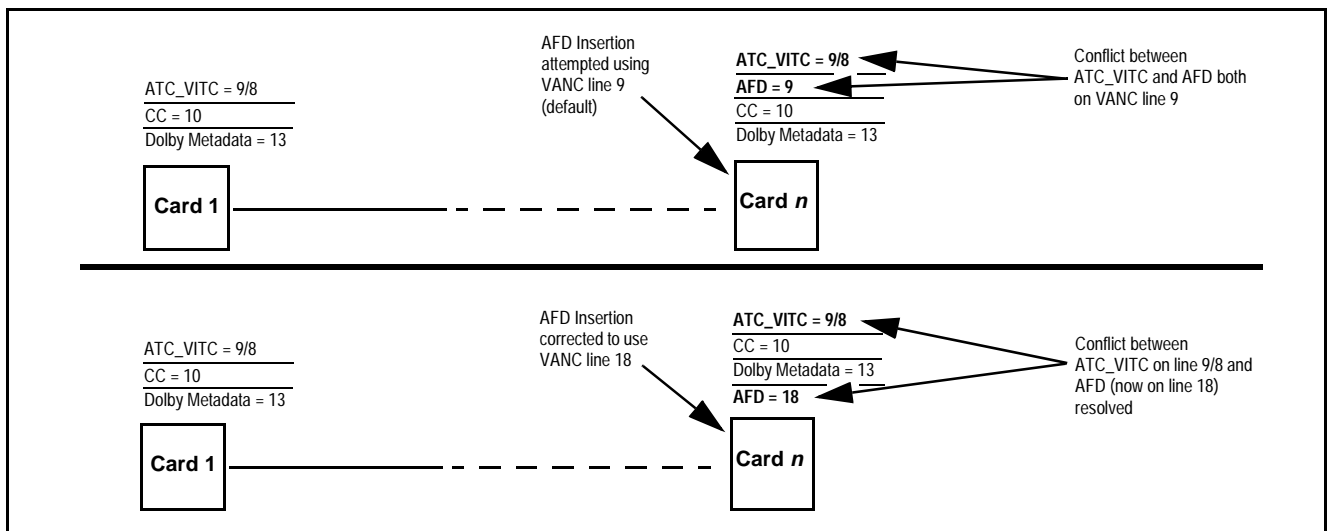 ATC_VITC = 9/8
CC = 10
Dolby Metadata = 13
Card 1
AFD Insertion
attempted using
VANC line 9
(default)
ATC_VITC = 9/8
AFD = 9
CC = 10
Dolby Metadata = 13
Card n
Conflict between
ATC_VITC and AFD both
on VANC line 9
ATC_VITC = 9/8
CC = 10
Dolby Metadata = 13
Card 1
AFD Insertion
corrected to use
VANC line 18
ATC_VITC = 9/8
CC = 10
Dolby Metadata = 13
AFD = 18
Card n
Conflict between
ATC_VITC on line 9/8 and
AFD (now on line 18)
resolved